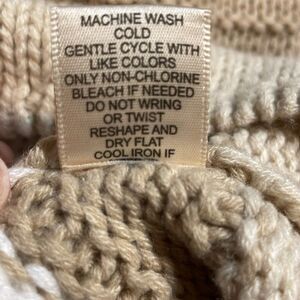 MACHINE WASH
COLD
GENTLE CYCLE WITH
LIKE COLORS
ONLY NON-CHLORINE
BLEACH IF NEEDED
DO NOT WRING
OR TWIST
RESHAPE AND
DRY FLAT
COOL IRON IF